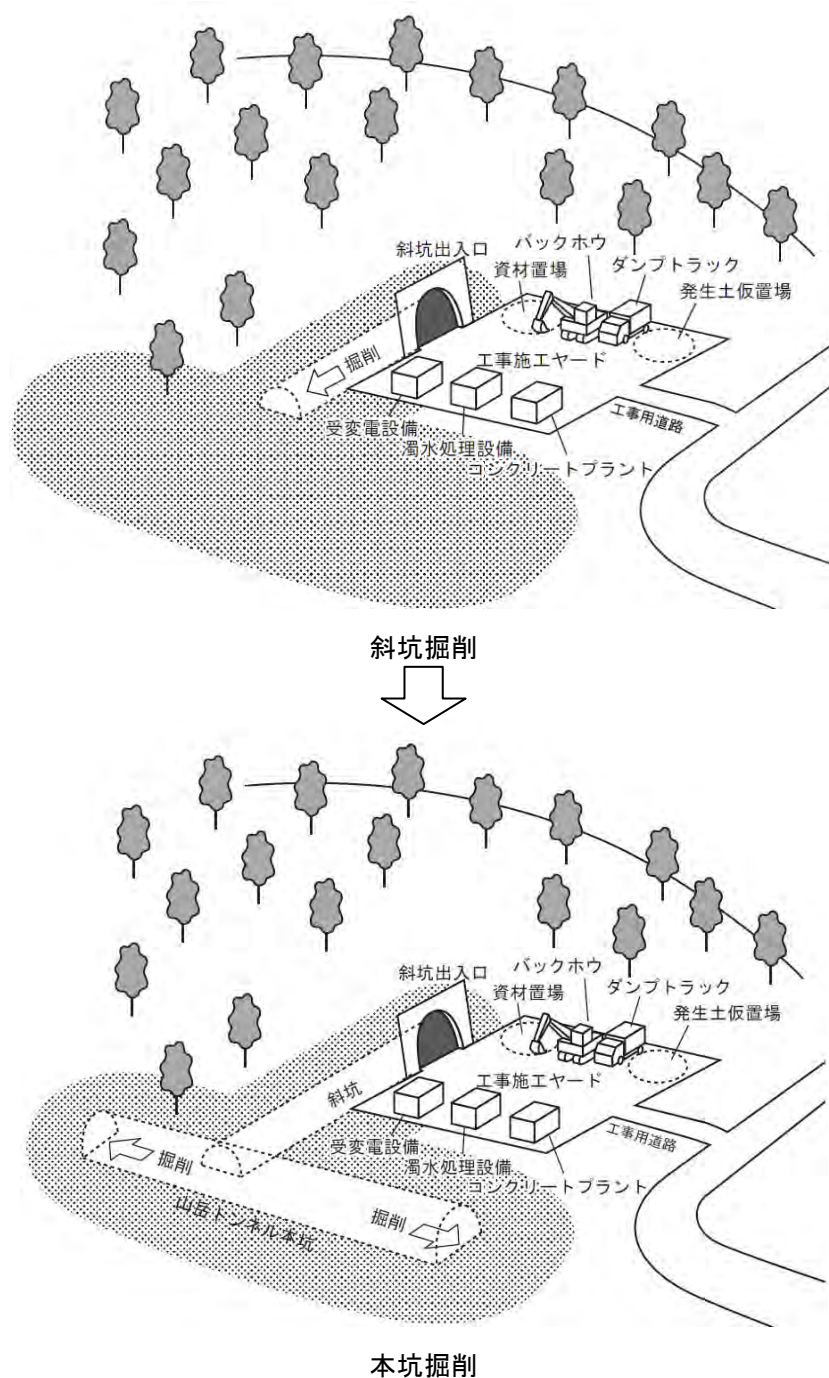 斜坑出入口
バックホウ
資材置場
ダンプトラック
発生土仮置場
掘削
工事施工ヤード
受変電設備
濁水処理設備
コンクリートプラント
工事用道路
斜坑掘削
斜坑出入口
バックホウ
資材置場
ダンプトラック
発生土仮置場
斜坑
工事施工ヤード
受変電設備
濁水処理設備
コンクリートプラント
工事用道路
掘削
山岳トンネル本坑
掘削
本坑掘削